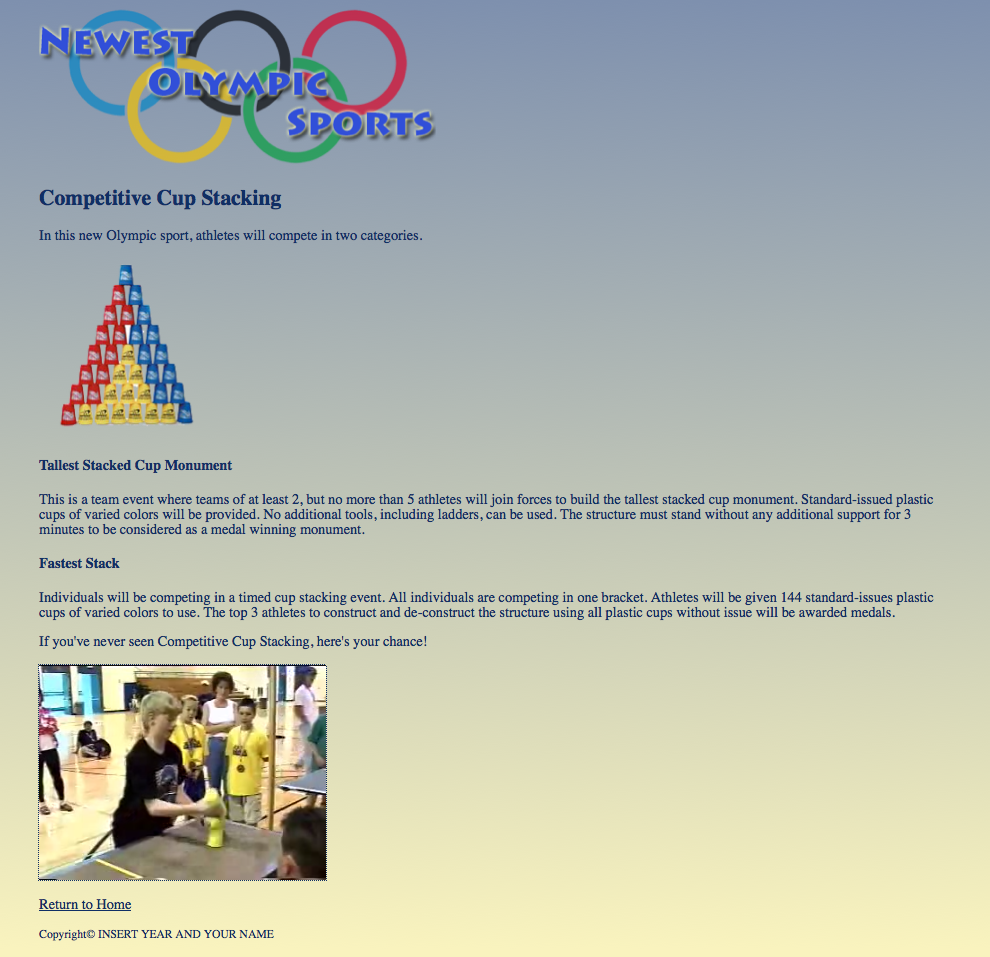 Newest
Olympic
Sports
Competitive Cup Stacking
In this new Olympic sport, athletes will compete in two categories.
Tallest Stacked Cup Monument
This is a team event where teams of at least 2, but no more than 5 athletes will join forces to build the tallest stacked cup monument. Standard-issued plastic
cups of varied colors will be provided. No additional tools, including ladders, can be used. The structure must stand without any additional support for 3
minutes to be considered as a medal winning monument.
Fastest Stack
Individuals will be competing in a timed cup stacking event. All individuals are competing in one bracket. Athletes will be given 144 standard-issues plastic
cups of varied colors to use. The top 3 athletes to construct and de-construct the structure using all plastic cups without issue will be awarded medals.
If you've never seen Competitive Cup Stacking, here's your chance!
Return to Home
Copyright© INSERT YEAR AND YOUR NAME